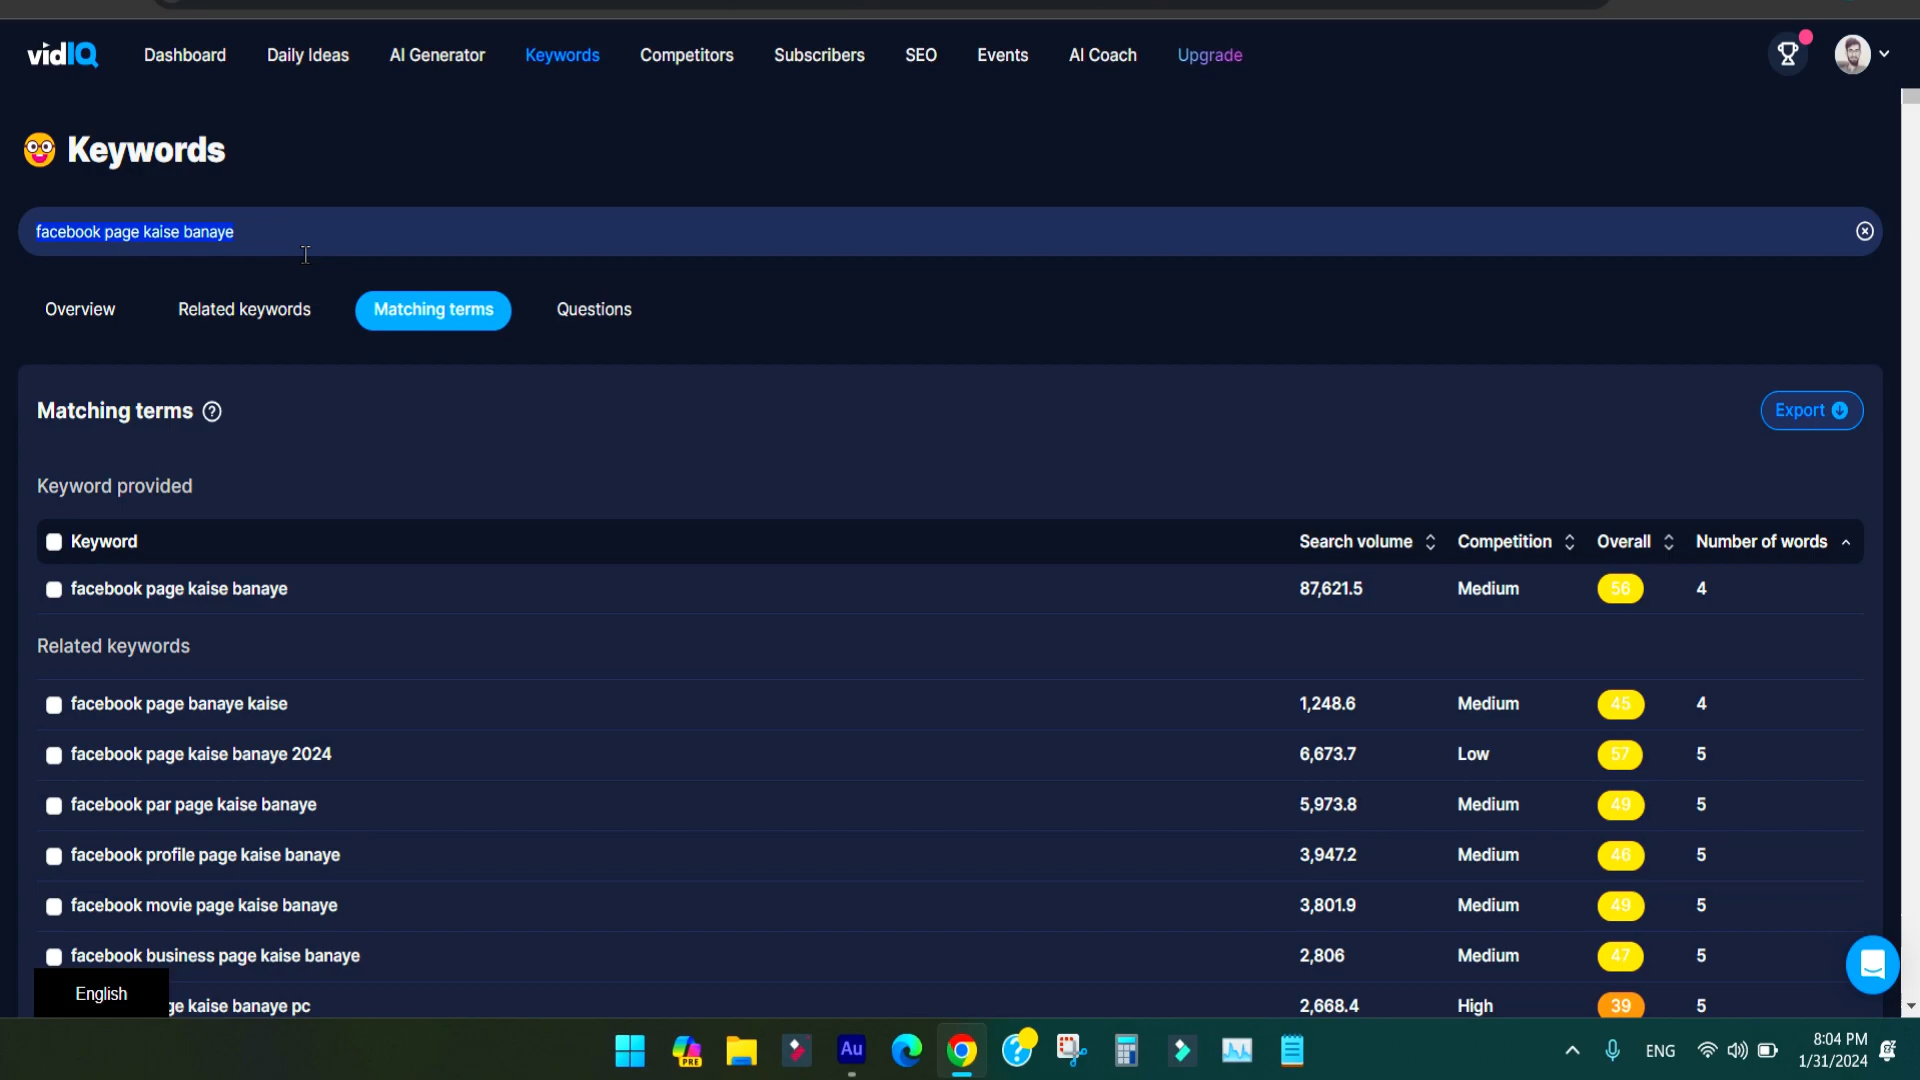 vidIQ Dashboard Daily Ideas AI Generator Keywords Competitors Subscribers SEO Events AI Coach Upgrade
Keywords
facebook page kaise banaye
Overview Related keywords Matching terms Questions
Matching terms ? Export
Keyword provided
Keyword Search volume Competition Overall Number of words
facebook page kaise banaye 87,621.5 Medium 56 4
Related keywords
facebook page banaye kaise 1,248.6 Medium 45 4
facebook page kaise banaye 2024 6,673.7 Low 57 5
facebook par page kaise banaye 5,973.8 Medium 49 5
facebook profile page kaise banaye 3,947.2 Medium 46 5
facebook movie page kaise banaye 3,801.9 Medium 49 5
facebook business page kaise banaye 2,806 Medium 47 5
English
ge kaise banaye pc 2,668.4 High 39 5
PRE Au ? ENG 8:04 PM
1/31/2024